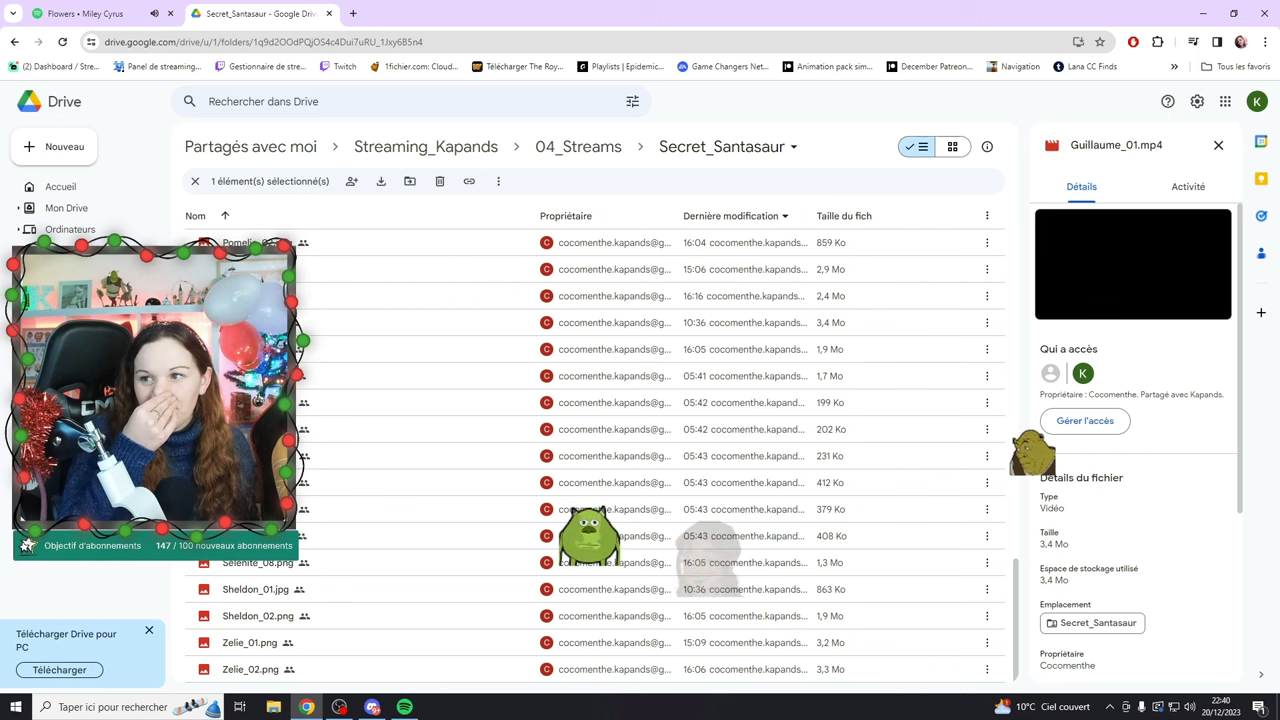 Flowers • Miley Cyrus
Secret_Santasaur - Google Driv
drive.google.com/drive/u/1/folders/1q9d2OOdPQjOS4c4Dui7uRU_1Jxy6B5n4
(2) Dashboard / Stre...
Panel de streaming...
Gestionnaire de stre...
Twitch
1fichier.com: Cloud...
Télécharger The Roy...
Playlists | Epidemic...
Game Changers Net...
Animation pack sim...
December Patreon...
Navigation
Lana CC Finds
Tous les favoris
Drive
Rechercher dans Drive
K
Nouveau
Partagés avec moi > Streaming_Kapands > 04_Streams > Secret_Santasaur
Guillaume_01.mp4
1 élément(s) sélectionné(s)
Détails
Activité
Accueil
Mon Drive
Ordinateurs
Nom
Propriétaire
Dernière modification
Taille du fich
C cocomenthe.kapands@g... 16:04 cocomenthe.kapands... 859 Ko
C cocomenthe.kapands@g... 15:06 cocomenthe.kapands... 2,9 Mo
C cocomenthe.kapands@g... 16:16 cocomenthe.kapands... 2,4 Mo
C cocomenthe.kapands@g... 10:36 cocomenthe.kapands... 3,4 Mo
C cocomenthe.kapands@g... 16:05 cocomenthe.kapands... 1,9 Mo
C cocomenthe.kapands@g... 05:41 cocomenthe.kapand... 1,7 Mo
C cocomenthe.kapands@g... 05:42 cocomenthe.kapand... 199 Ko
C cocomenthe.kapands@g... 05:42 cocomenthe.kapand... 202 Ko
C cocomenthe.kapands@g... 05:43 cocomenthe.kapand... 231 Ko
C cocomenthe.kapands@g... 05:43 cocomenthe.kapand... 412 Ko
C 05:43 cocomenthe.kapand... 379 Ko
C 05:43 cocomenthe.kapand... 408 Ko
Selenite_08.png C 16:05 cocomenthe.kapands... 1,3 Mo
Sheldon_01.jpg C cocomenthe.kapands@g... 10:36 cocomenthe.kapands... 863 Ko
Sheldon_02.png C cocomenthe.kapands@g... 16:05 cocomenthe.kapands... 1,9 Mo
Zelie_01.png C cocomenthe.kapands@g... 15:09 cocomenthe.kapands... 3,2 Mo
Zelie_02.png C cocomenthe.kapands@g... 16:06 cocomenthe.kapands... 3,3 Mo
Objectif d'abonnements 147 / 100 nouveaux abonnements
Télécharger Drive pour
PC
Télécharger
Qui a accès
K
Propriétaire : Cocomenthe. Partagé avec Kapands.
Gérer l'accès
Détails du fichier
Type
Vidéo
Taille
3,4 Mo
Espace de stockage utilisé
3,4 Mo
Emplacement
Secret_Santasaur
Propriétaire
Cocomenthe
Taper ici pour rechercher
10°C Ciel couvert
22:40
20/12/2023